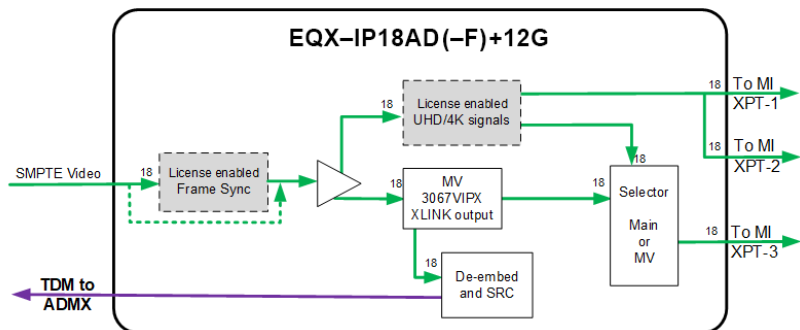 EQX–IP18AD(–F)+12G
18
To MI
XPT-1
18
License enabled
UHD/4K signals
18
To MI
XPT-2
SMPTE Video
18
License enabled
Frame Sync
18
MV
3067VIPX
XLINK output
18
18
Selector
Main
or
MV
18
To MI
XPT-3
18
De-embed
and SRC
TDM to
ADMX